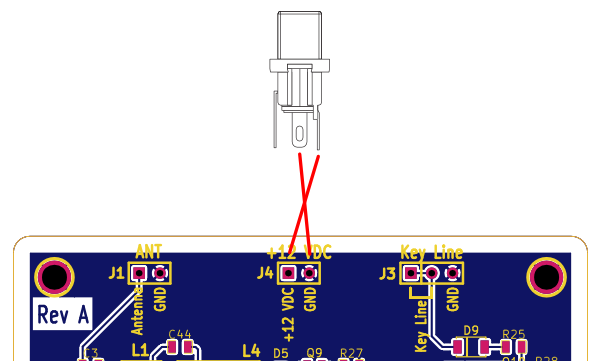 ANT
+12 VDC
Key Line
J1
J4
J3
Antenna
GND
+12 VDC
GND
Key Line
GND
Rev A
C3
L1
C44
L4
D5
Q9
R27
D9
R25
R28